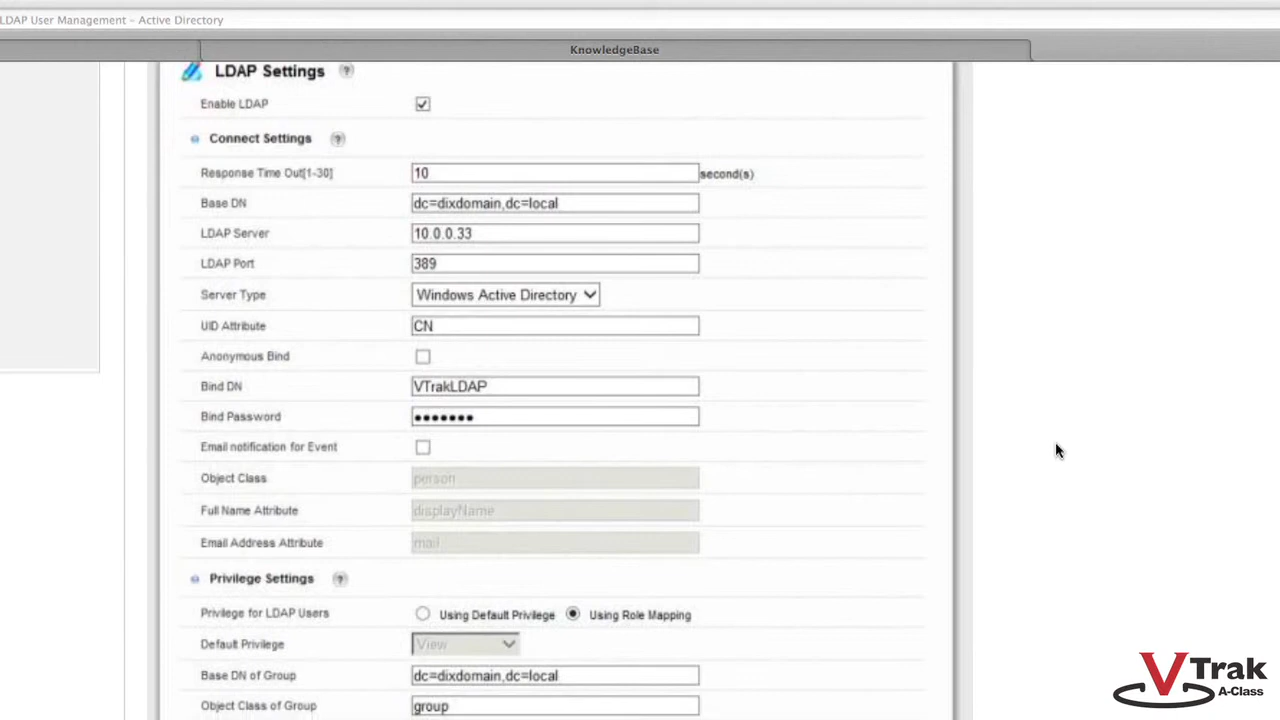 LDAP User Management – Active Directory
KnowledgeBase
LDAP Settings ?
Enable LDAP
Connect Settings ?
Response Time Out[1-30] 10 second(s)
Base DN dc=dixdomain,dc=local
LDAP Server 10.0.0.33
LDAP Port 389
Server Type Windows Active Directory
UID Attribute CN
Anonymous Bind
Bind DN VTrakLDAP
Bind Password •••••••
Email notification for Event
Object Class person
Full Name Attribute displayName
Email Address Attribute mail
Privilege Settings ?
Privilege for LDAP Users Using Default Privilege Using Role Mapping
Default Privilege View
Base DN of Group dc=dixdomain,dc=local
Object Class of Group group
VTrak
A-Class